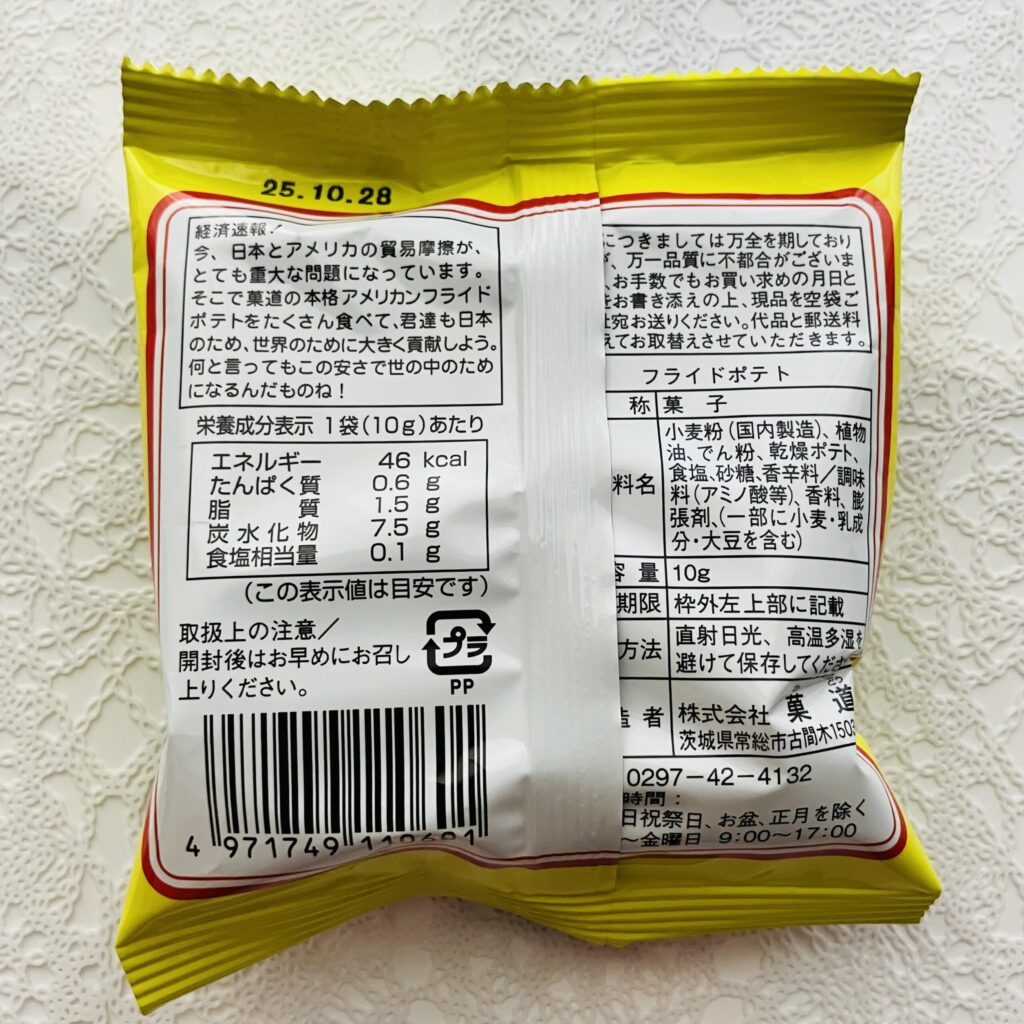 25.10.28
経済速報！
今、日本とアメリカの貿易摩擦が、
とても重大な問題になっています。
そこで菓道の本格アメリカンフライド
ポテトをたくさん食べて、君達も日本
のため、世界のために大きく貢献しよう。
何と言ってもこの安さで世の中のため
になるんだものね！
栄養成分表示 1袋(10g)あたり
エネルギー 46 kcal
たんぱく質 0.6 g
脂質 1.5 g
炭水化物 7.5 g
食塩相当量 0.1 g
(この表示値は目安です)
取扱上の注意／
開封後はお早めにお召し
上りください。
プラ
PP
4 971749
につきましては万全を期しており
、万一品質に不都合がございま
、お手数でもお買い求めの月日と
をお書き添えの上、現品を空袋ご
宛お送りください。代品と郵送料
えてお取替えさせていただきます。
フライドポテト
称 菓子
料名 小麦粉(国内製造)、植物
油、でん粉、乾燥ポテト、
食塩、砂糖、香辛料／調味
料(アミノ酸等)、香料、膨
張剤、(一部に小麦・乳成
分・大豆を含む)
容量 10g
期限 枠外左上部に記載
方法 直射日光、高温多湿を
避けて保存してください
造者 株式会社 菓道
茨城県常総市古間木1503
0297-42-4132
時間：
日祝祭日、お盆、正月を除く
～金曜日 9:00～17:00